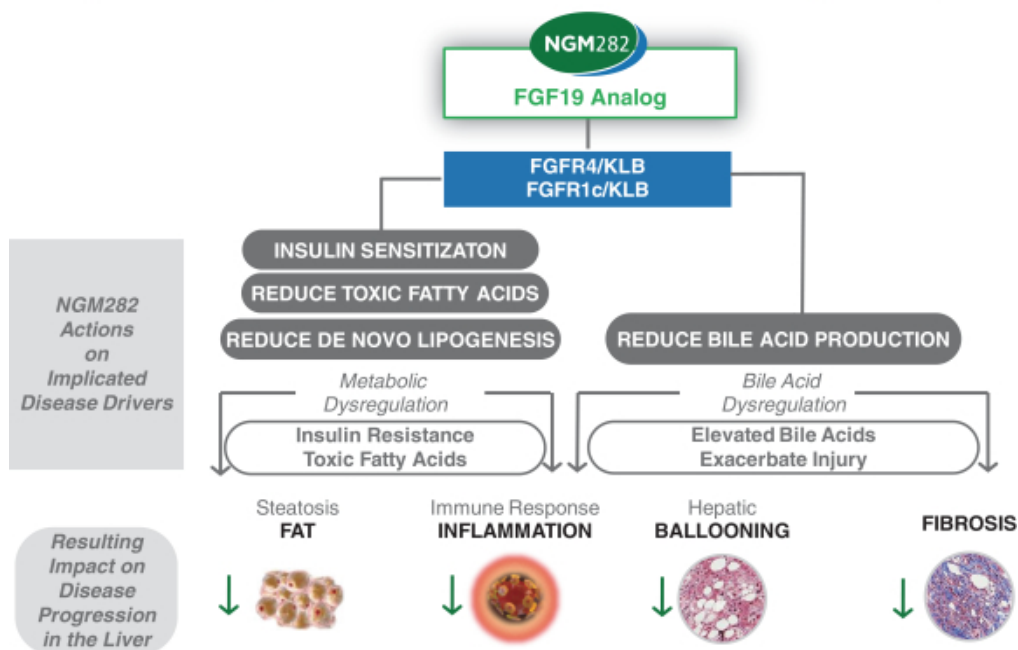 NGM282
FGF19 Analog
FGFR4/KLB
FGFR1c/KLB
NGM282
Actions
on
Implicated
Disease Drivers
INSULIN SENSITIZATON
REDUCE TOXIC FATTY ACIDS
REDUCE DE NOVO LIPOGENESIS
REDUCE BILE ACID PRODUCTION
Metabolic
Dysregulation
Insulin Resistance
Toxic Fatty Acids
Bile Acid
Dysregulation
Elevated Bile Acids
Exacerbate Injury
Resulting
Impact on
Disease
Progression
in the Liver
Steatosis
FAT
Immune Response
INFLAMMATION
Hepatic
BALLOONING
FIBROSIS